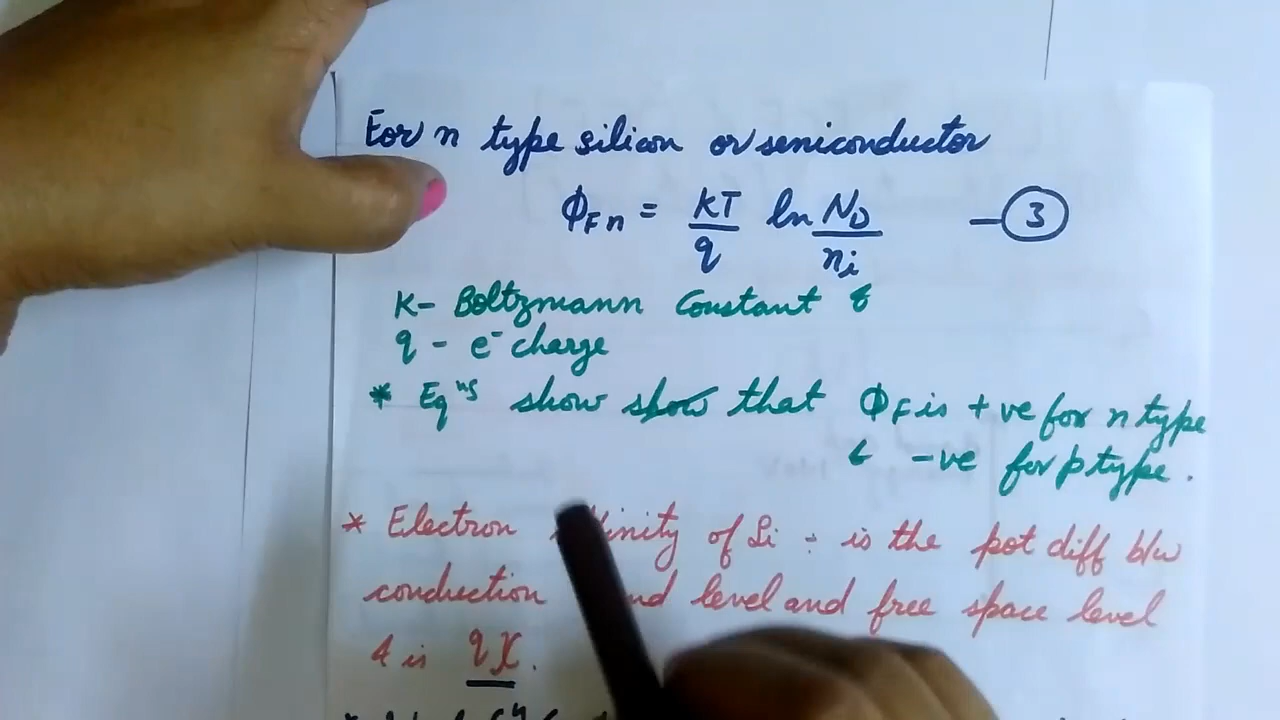 For n type silicon or semiconductor
ΦFn = KT/q ln ND/ni — 3
K- Boltzmann Constant &
q - e⁻ charge
* Eqⁿˢ show show that ΦF is +ve for n type
& -ve for p type.
* Electron of Si : is the pot diff b/w
conduction level and free space level
& is qχ.